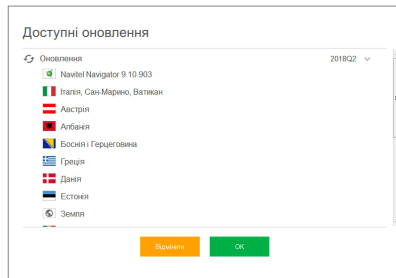 Доступні оновлення
Оновлення 2018Q2
Navitel Navigator 9.10.903
Італія, Сан-Марино, Ватикан
Австрія
Албанія
Боснія і Герцеговина
Греція
Данія
Естонія
Земля
Відмінити OK